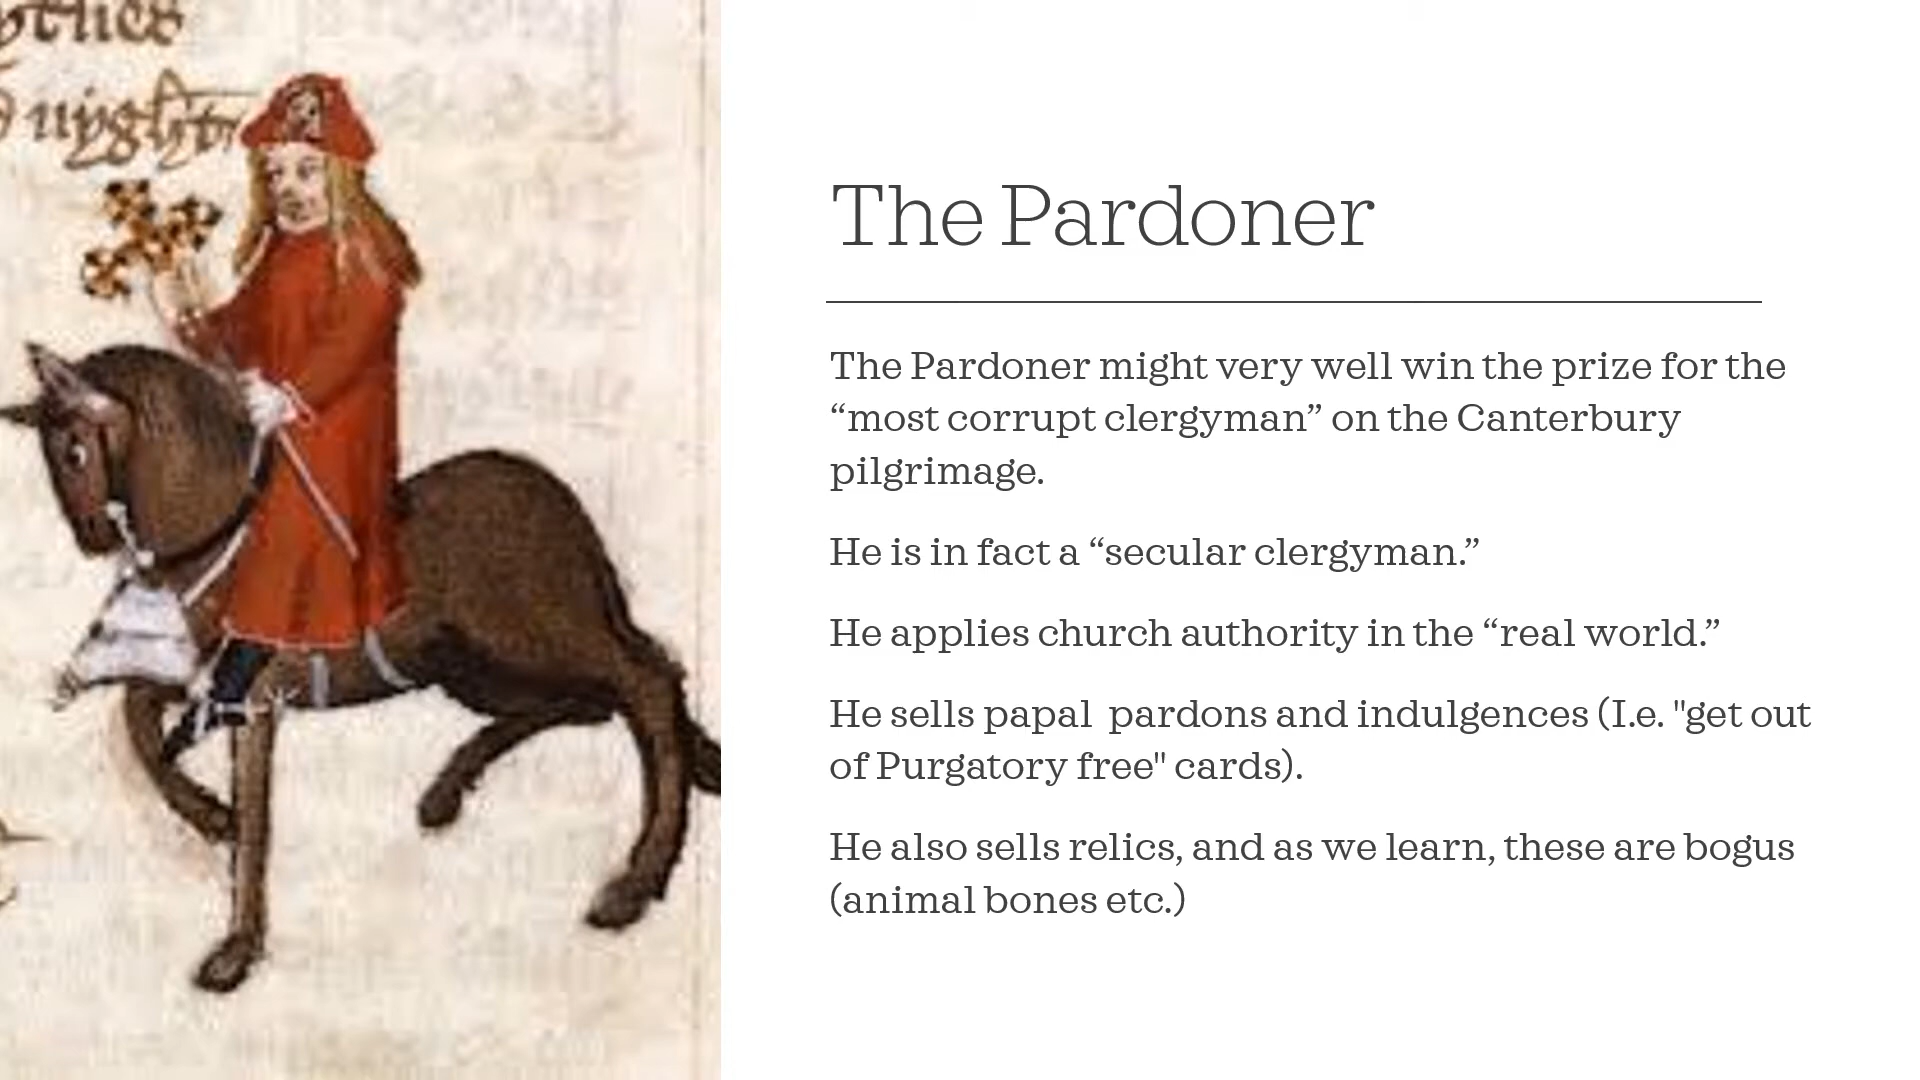 nyght
The Pardoner
The Pardoner might very well win the prize for the
“most corrupt clergyman” on the Canterbury
pilgrimage.
He is in fact a “secular clergyman.”
He applies church authority in the “real world.”
He sells papal  pardons and indulgences (I.e. "get out
of Purgatory free" cards).
He also sells relics, and as we learn, these are bogus
(animal bones etc.)